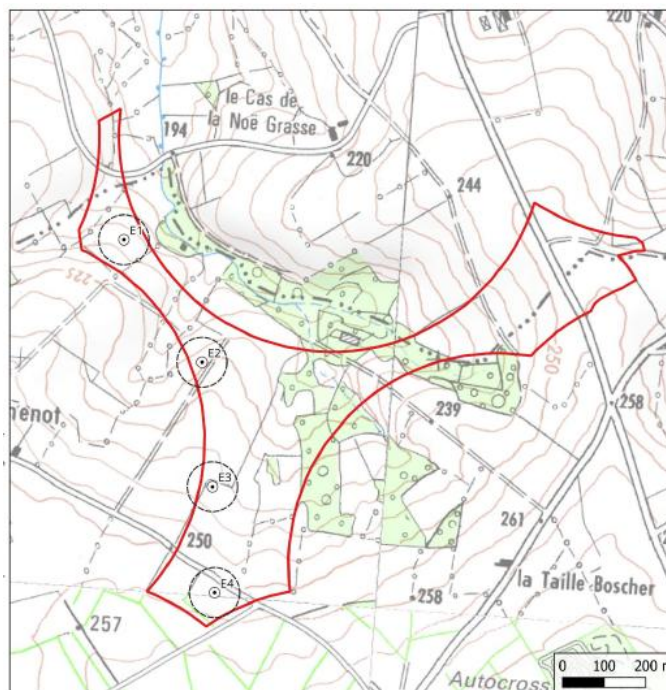 220
194
le Cas de
la Noë Grasse
220
244
E1
225
E2
250
258
n'enot
239
E3
250
261
E4
la Taille Boscher
258
257
Autocross
0 100 200 m